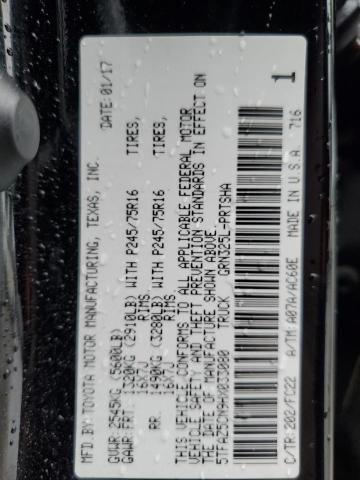 MFD. BY:
TOYOTA MOTOR MANUFACTURING, TEXAS, INC. DATE:01/17
GVWR 2545KG (5600LB)
GAWR: FRT. 1320KG (2910LB) WITH P245/75R16 TIRES,
16X7J RIMS
RR. 1490KG (3280LB) WITH P245/75R16 TIRES,
16X7J RIMS
THIS VEHICLE CONFORMS TO ALL APPLICABLE FEDERAL MOTOR
VEHICLE SAFETY AND THEFT PREVENTION STANDARDS IN EFFECT ON
THE DATE OF MANUFACTURE SHOWN ABOVE.
TRUCK GRN325L-PRTSHA
C/TR: 202/FC22 A/TM: A07A/AC60E MADE IN U.S.A 716
1